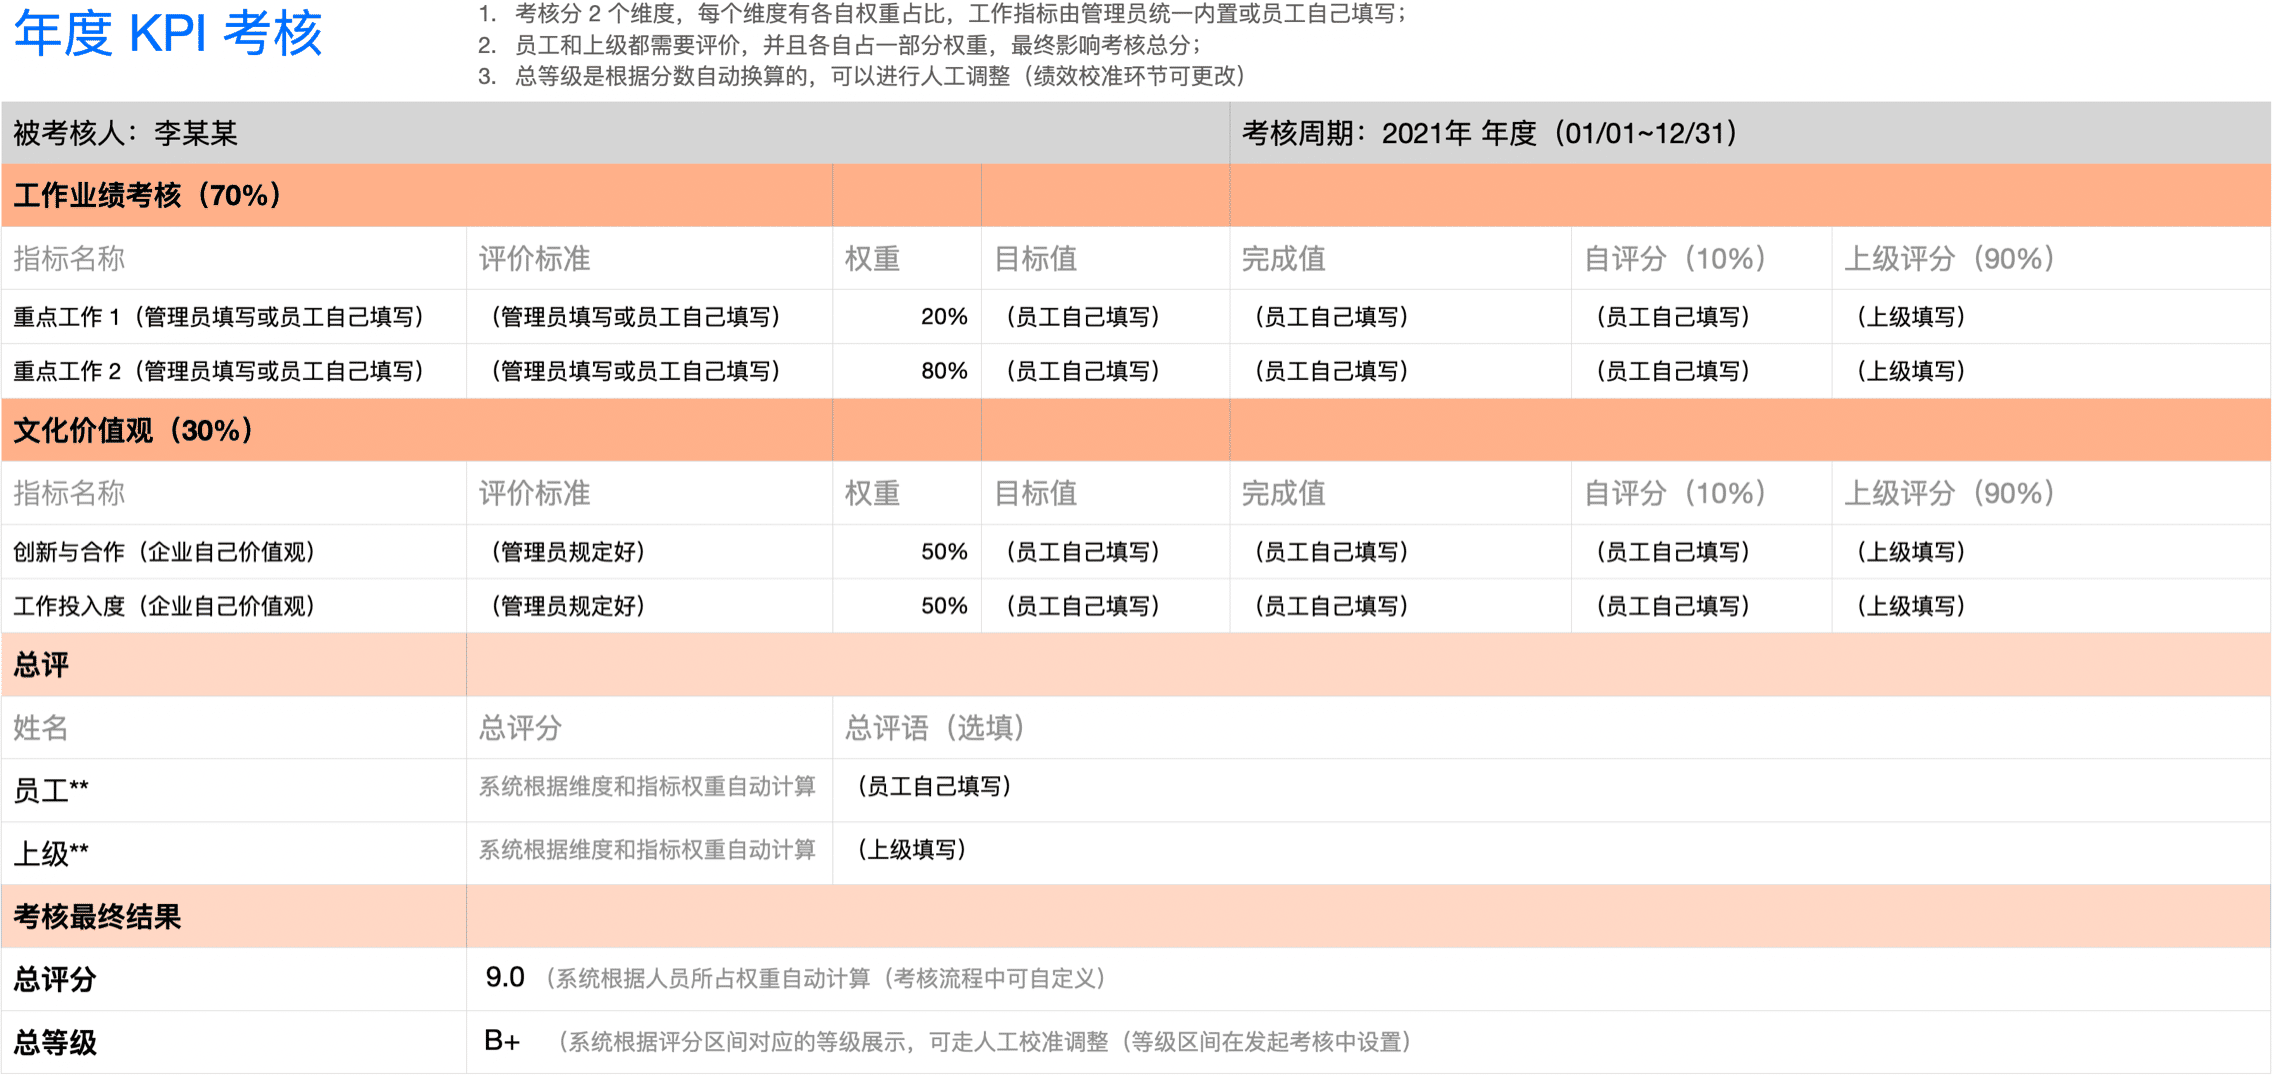 年度 KPI 考核
1. 考核分 2 个维度，每个维度有各自权重占比，工作指标由管理员统一内置或员工自己填写；
2. 员工和上级都需要评价，并且各自占一部分权重，最终影响考核总分；
3. 总等级是根据分数自动换算的，可以进行人工调整（绩效校准环节可更改）
被考核人：李某某 考核周期：2021年 年度（01/01~12/31）
工作业绩考核（70%）
指标名称 评价标准 权重 目标值 完成值 自评分（10%） 上级评分（90%）
重点工作 1（管理员填写或员工自己填写） （管理员填写或员工自己填写） 20% （员工自己填写） （员工自己填写） （员工自己填写） （上级填写）
重点工作 2（管理员填写或员工自己填写） （管理员填写或员工自己填写） 80% （员工自己填写） （员工自己填写） （员工自己填写） （上级填写）
文化价值观（30%）
指标名称 评价标准 权重 目标值 完成值 自评分（10%） 上级评分（90%）
创新与合作（企业自己价值观） （管理员规定好） 50% （员工自己填写） （员工自己填写） （员工自己填写） （上级填写）
工作投入度（企业自己价值观） （管理员规定好） 50% （员工自己填写） （员工自己填写） （员工自己填写） （上级填写）
总评
姓名 总评分 总评语（选填）
员工** 系统根据维度和指标权重自动计算 （员工自己填写）
上级** 系统根据维度和指标权重自动计算 （上级填写）
考核最终结果
总评分 9.0 （系统根据人员所占权重自动计算（考核流程中可自定义）
总等级 B+ （系统根据评分区间对应的等级展示，可走人工校准调整（等级区间在发起考核中设置）